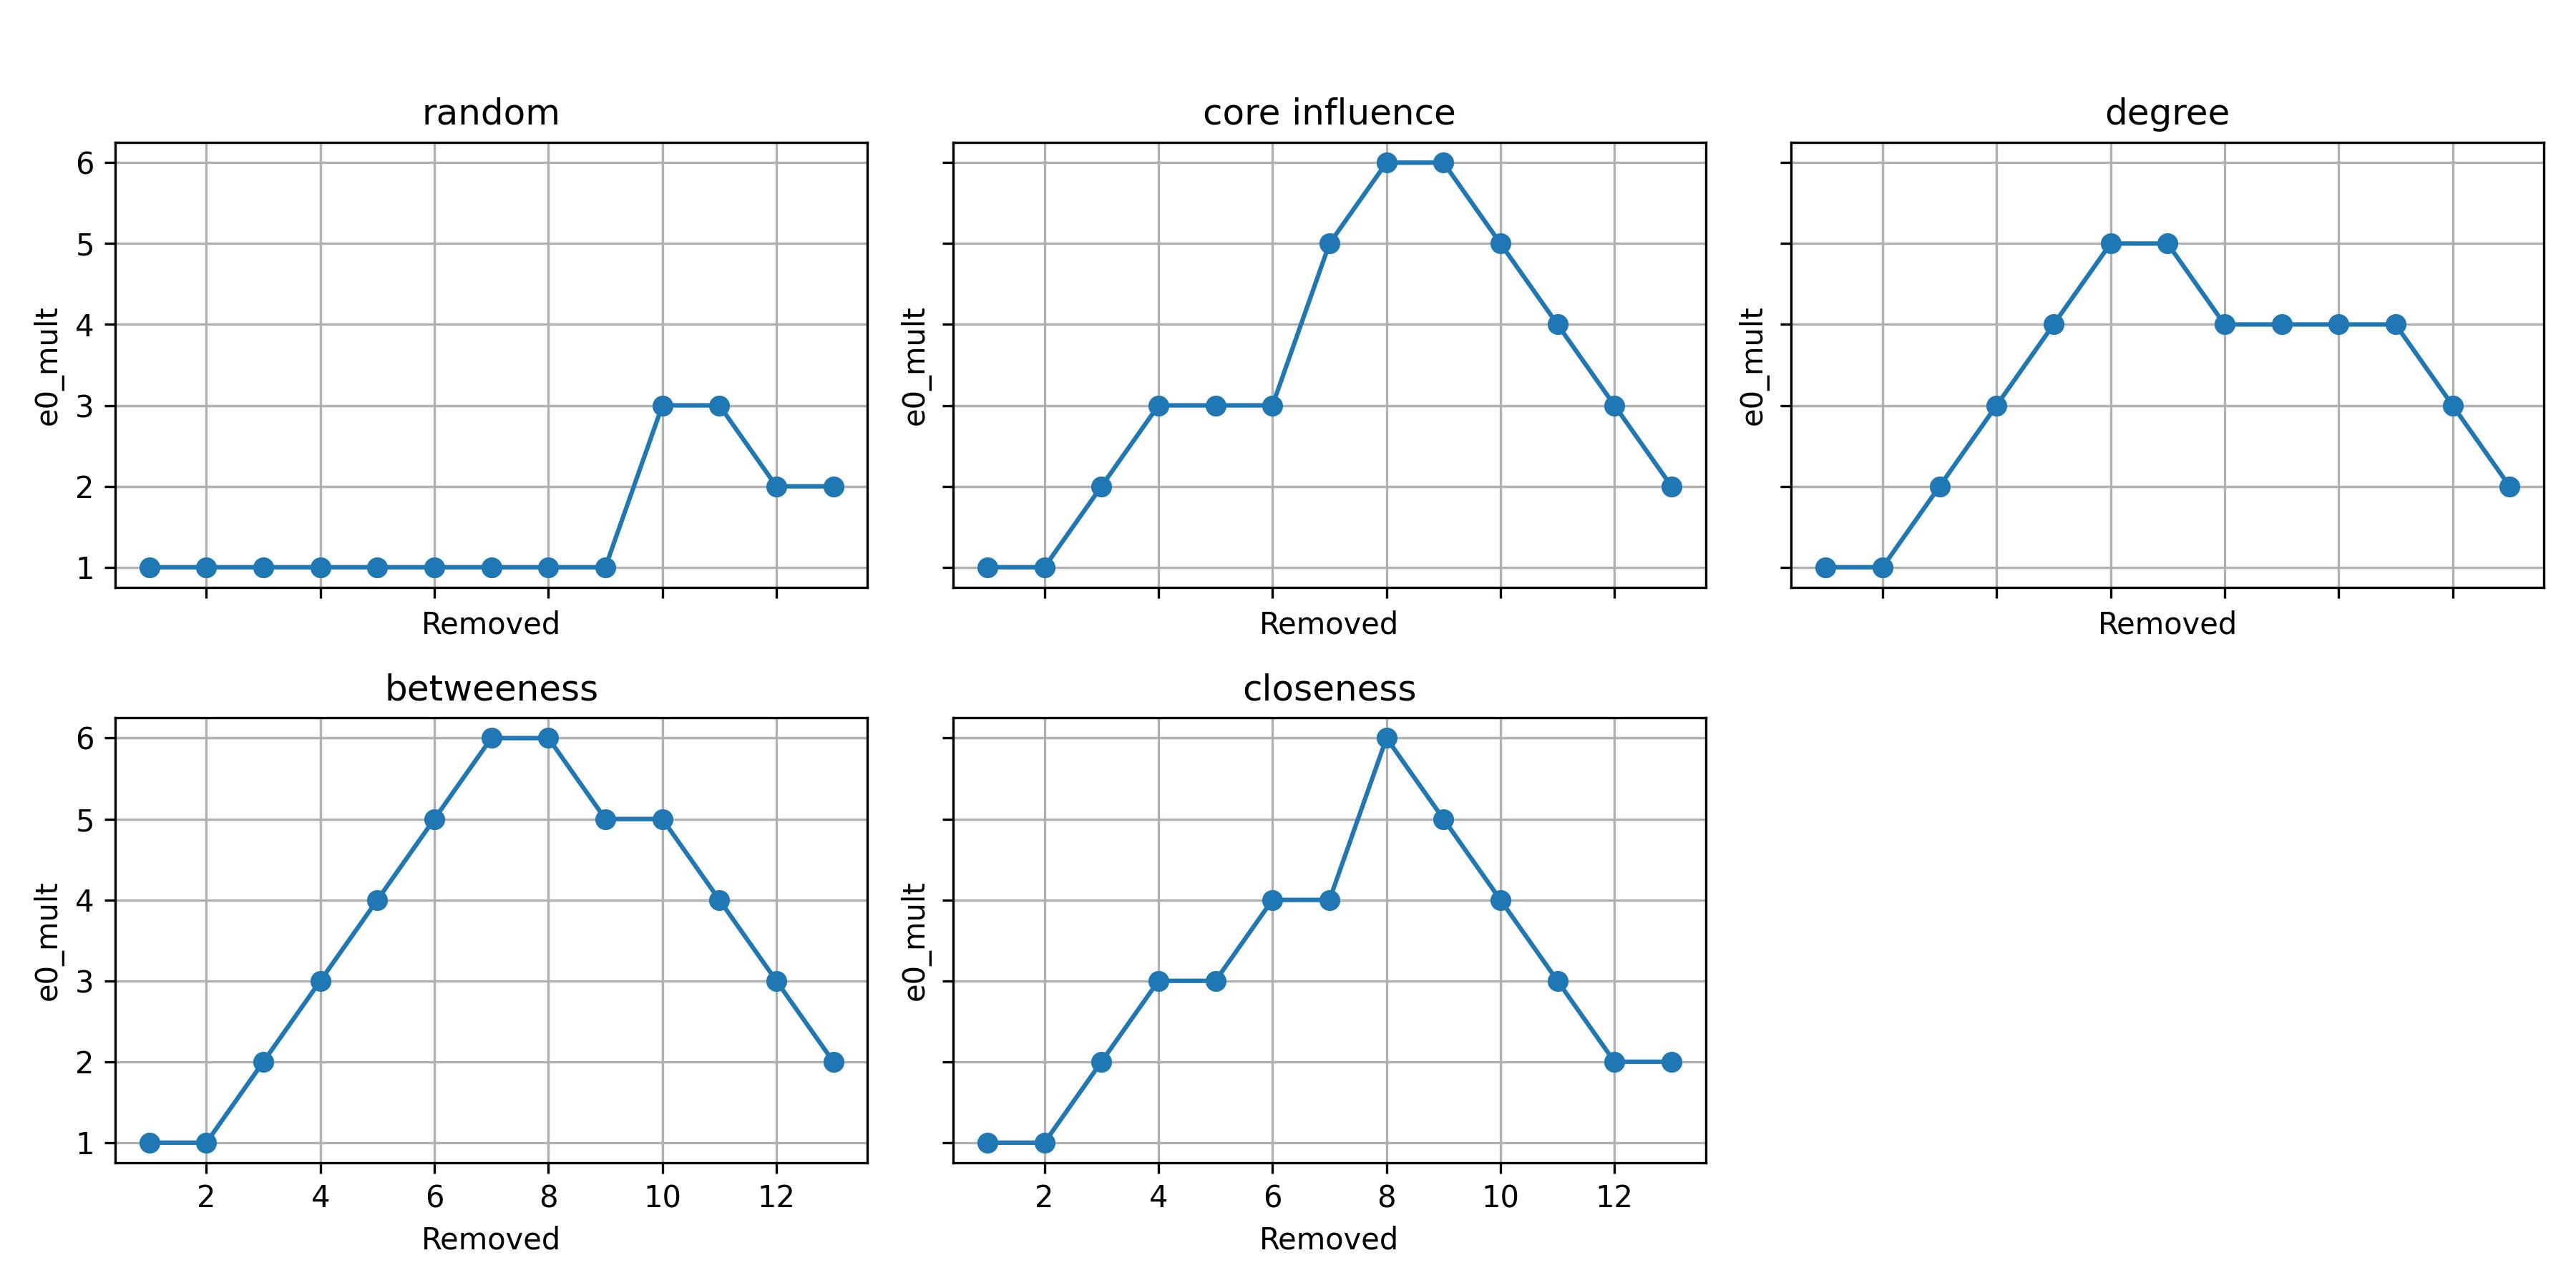 random
core influence
degree
6
5
4
3
2
1
e0_mult
e0_mult
e0_mult
Removed
Removed
Removed
betweeness
closeness
6
5
4
3
2
1
e0_mult
e0_mult
2 4 6 8 10 12
2 4 6 8 10 12
Removed
Removed